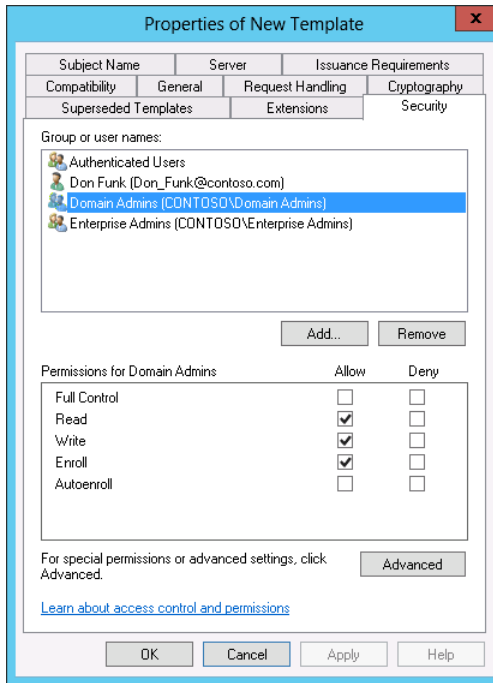 Properties of New Template
x
Subject Name Server Issuance Requirements
Compatibility General Request Handling Cryptography
Superseded Templates Extensions Security
Group or user names:
Authenticated Users
Don Funk (Don_Funk@contoso.com)
Domain Admins (CONTOSO\Domain Admins)
Enterprise Admins (CONTOSO\Enterprise Admins)
Add... Remove
Permissions for Domain Admins Allow Deny
Full Control
Read
Write
Enroll
Autoenroll
For special permissions or advanced settings, click
Advanced.
Advanced
Learn about access control and permissions
OK Cancel Apply Help